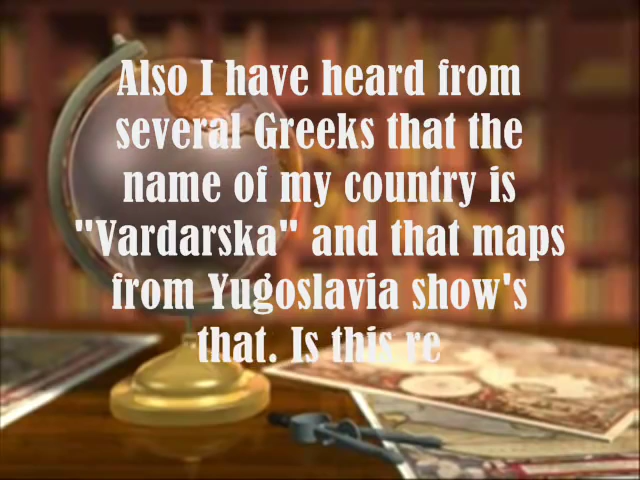 Also I have heard from
several Greeks that the
name of my country is
"Vardarska" and that maps
from Yugoslavia show's
that. Is this re